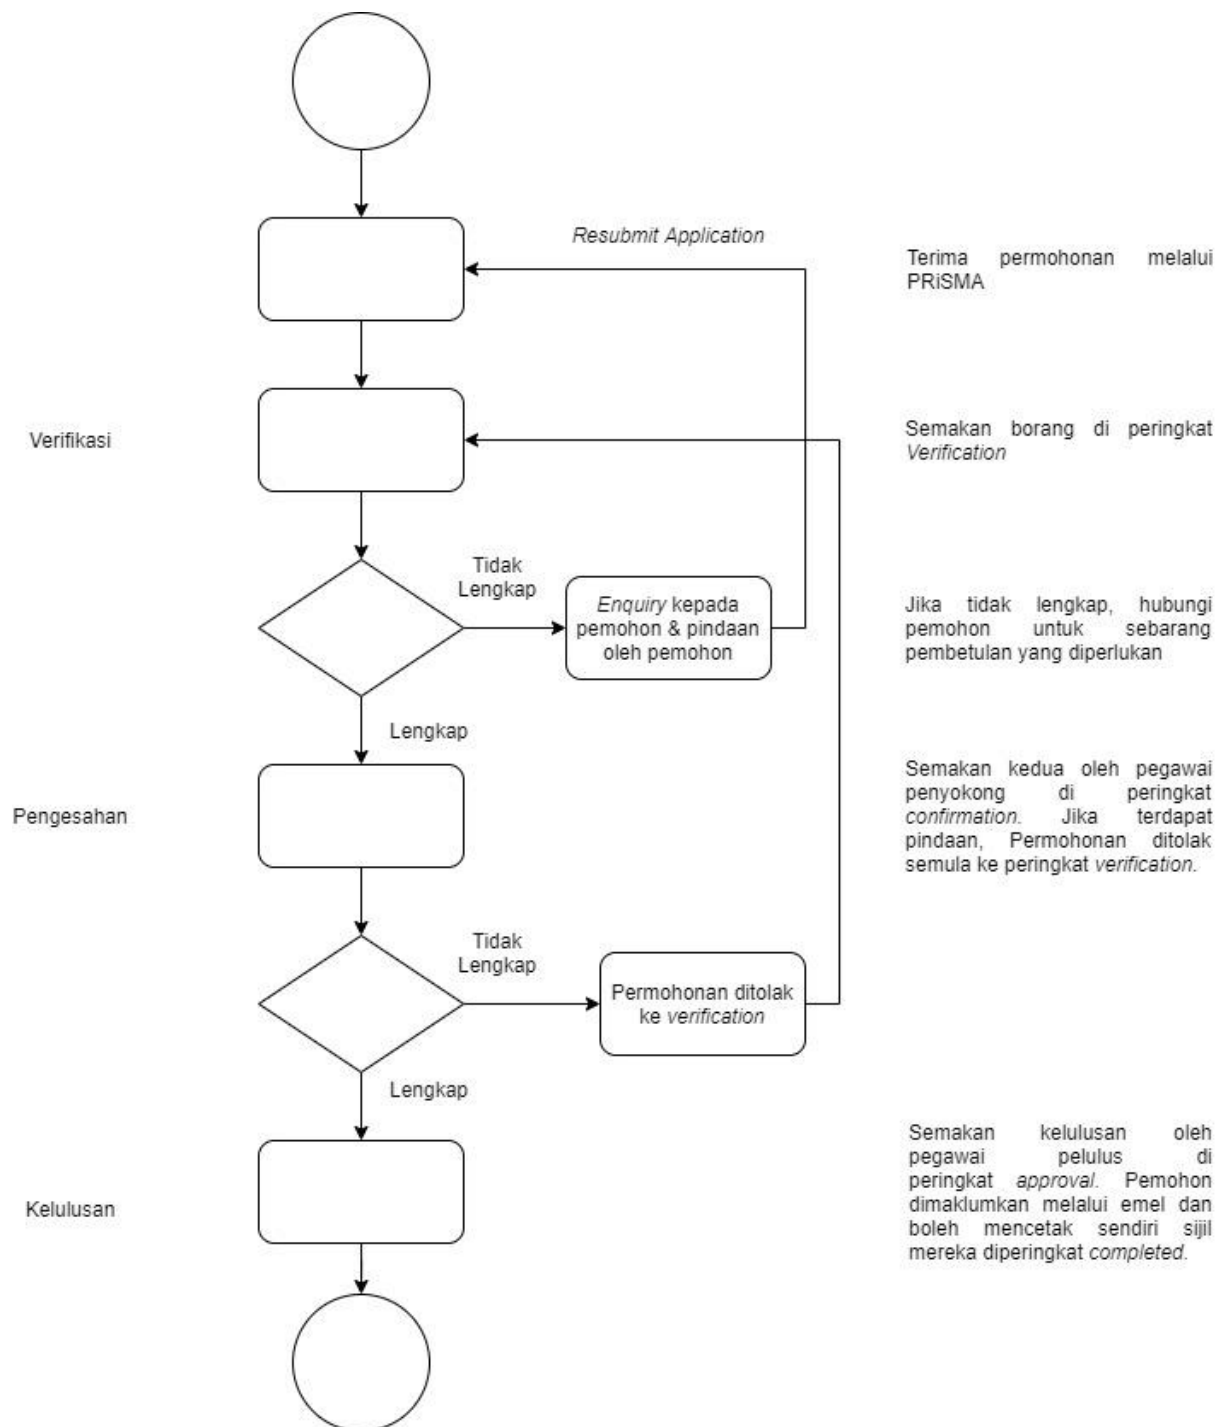 Resubmit Application
Terima permohonan melalui
PRiSMA
Verifikasi
Semakan borang di peringkat
Verification
Tidak
Lengkap
Enquiry kepada
pemohon & pindaan
oleh pemohon
Jika tidak lengkap, hubungi
pemohon untuk sebarang
pembetulan yang diperlukan
Lengkap
Pengesahan
Semakan kedua oleh pegawai
penyokong di peringkat
confirmation. Jika terdapat
pindaan, Permohonan ditolak
semula ke peringkat verification.
Tidak
Lengkap
Permohonan ditolak
ke verification
Lengkap
Kelulusan
Semakan kelulusan oleh
pegawai pelulus di
peringkat approval. Pemohon
dimaklumkan melalui emel dan
boleh mencetak sendiri sijil
mereka diperingkat completed.